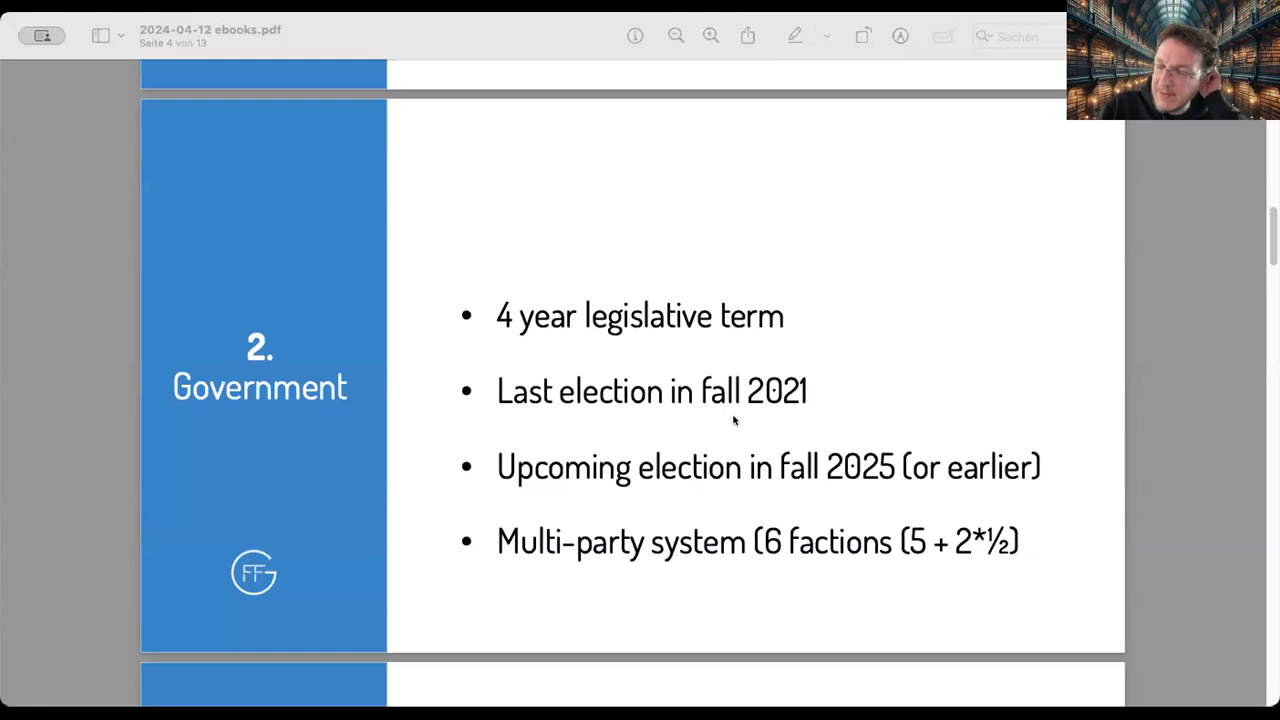 2024-04-12 ebooks.pdf
Seite 4 von 13
Suchen
2.
Government
• 4 year legislative term
• Last election in fall 2021
• Upcoming election in fall 2025 (or earlier)
• Multi-party system (6 factions (5 + 2*½)
FFG